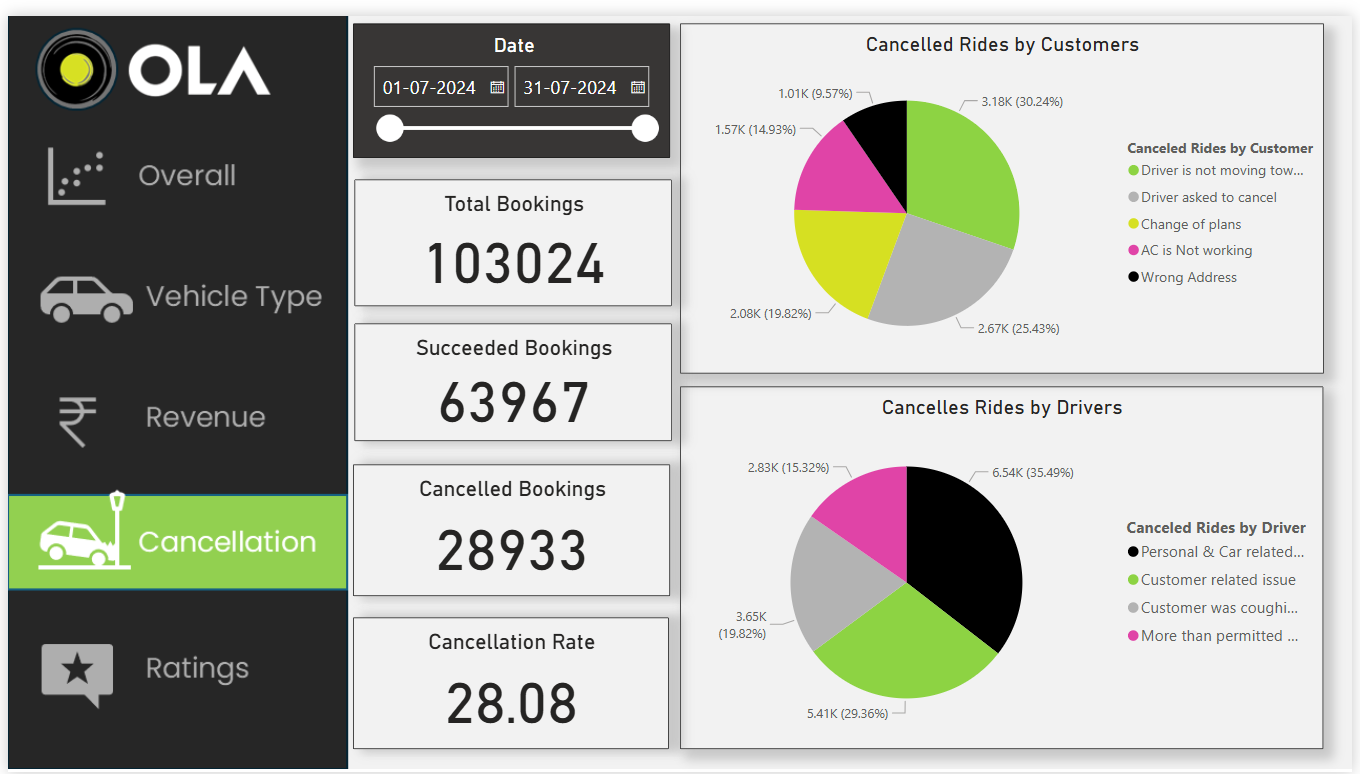 OLA
Overall
Vehicle Type
Revenue
Cancellation
Ratings
Date
01-07-2024
31-07-2024
Total Bookings
103024
Succeeded Bookings
63967
Cancelled Bookings
28933
Cancellation Rate
28.08
Cancelled Rides by Customers
1.01K (9.57%)
3.18K (30.24%)
1.57K (14.93%)
2.08K (19.82%)
2.67K (25.43%)
Canceled Rides by Customer
Driver is not moving tow...
Driver asked to cancel
Change of plans
AC is Not working
Wrong Address
Cancelles Rides by Drivers
2.83K (15.32%)
6.54K (35.49%)
3.65K
(19.82%)
5.41K (29.36%)
Canceled Rides by Driver
Personal & Car related...
Customer related issue
Customer was coughi...
More than permitted ...